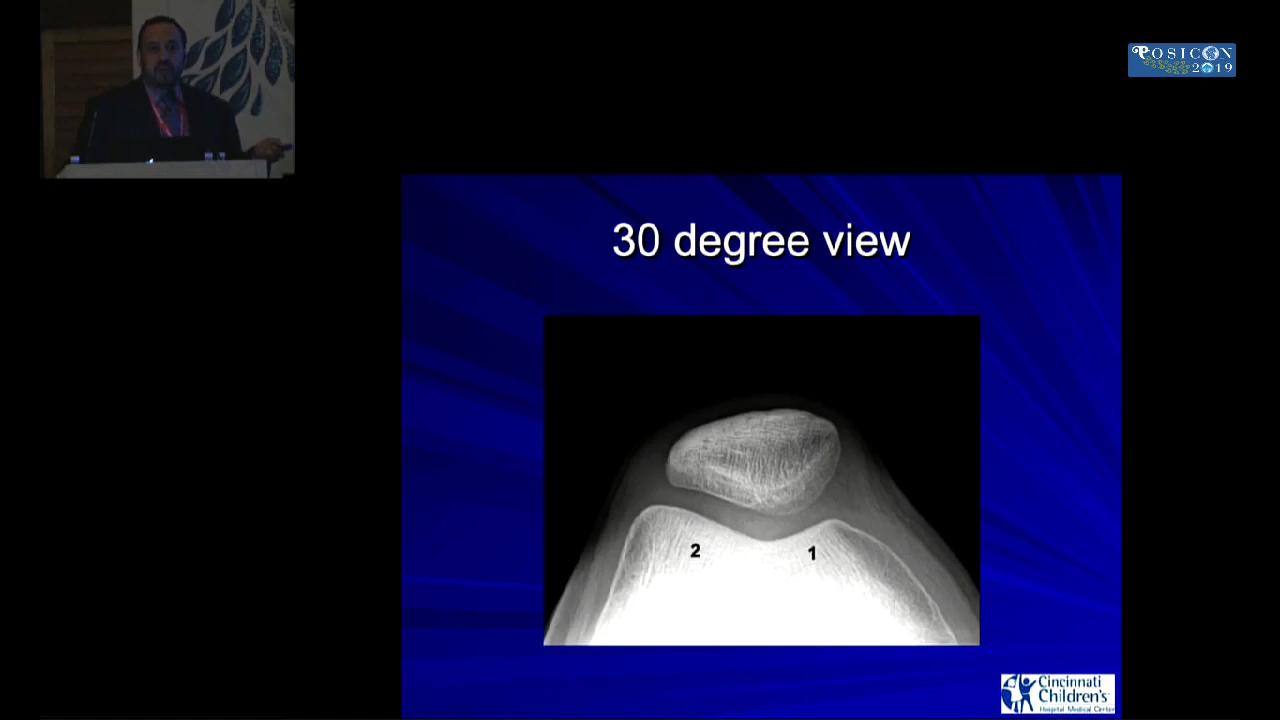 POSICON
2019
30 degree view
2 1
Cincinnati
Children's
Hospital Medical Center